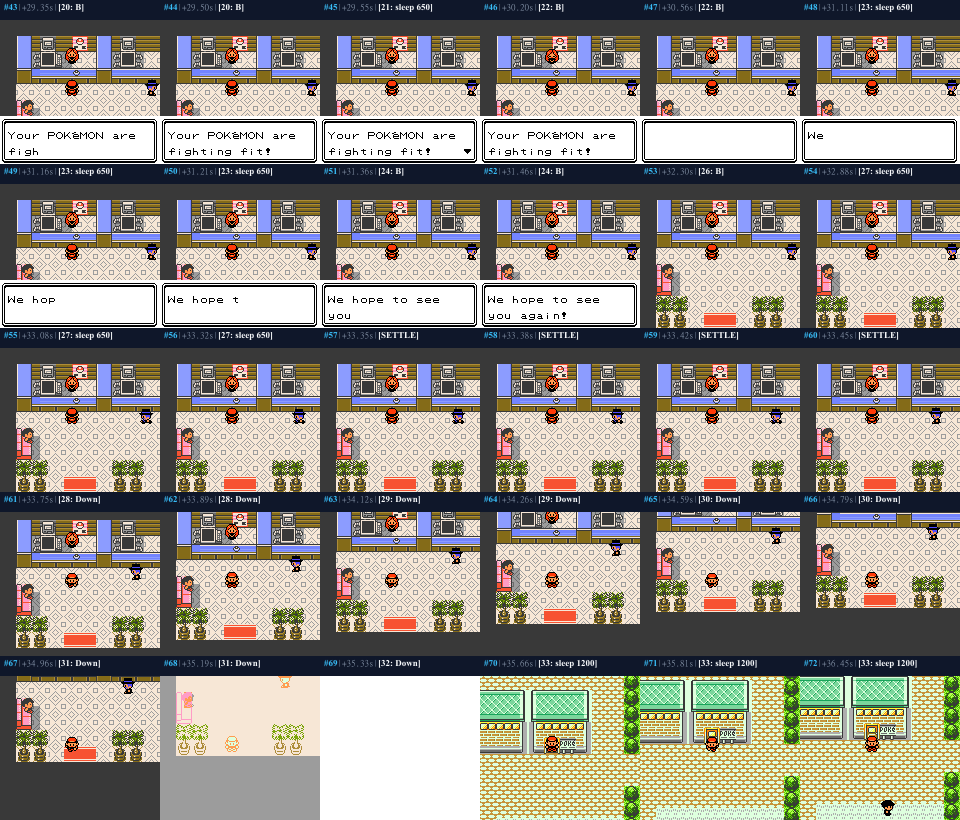 #43|+29.35s| [20: B]
#44|+29.50s| [20: B]
#45|+29.55s| [21: sleep 650]
#46|+30.20s| [22: B]
#47|+30.56s| [22: B]
#48|+31.11s| [23: sleep 650]
Your POKéMON are
figh
Your POKéMON are
fighting fit!
Your POKéMON are
fighting fit!
Your POKéMON are
fighting fit!
We
#49|+31.16s| [23: sleep 650]
#50|+31.21s| [23: sleep 650]
#51|+31.36s| [24: B]
#52|+31.46s| [24: B]
#53|+32.30s| [26: B]
#54|+32.88s| [27: sleep 650]
We hop
We hope t
We hope to see
you
We hope to see
you again!
#55|+33.08s| [27: sleep 650]
#56|+33.32s| [27: sleep 650]
#57|+33.35s| [SETTLE]
#58|+33.38s| [SETTLE]
#59|+33.42s| [SETTLE]
#60|+33.45s| [SETTLE]
#61|+33.75s| [28: Down]
#62|+33.89s| [28: Down]
#63|+34.12s| [29: Down]
#64|+34.26s| [29: Down]
#65|+34.59s| [30: Down]
#66|+34.79s| [30: Down]
#67|+34.96s| [31: Down]
#68|+35.19s| [31: Down]
#69|+35.33s| [32: Down]
#70|+35.66s| [33: sleep 1200]
#71|+35.81s| [33: sleep 1200]
#72|+36.45s| [33: sleep 1200]
POKé
POKé
POKé